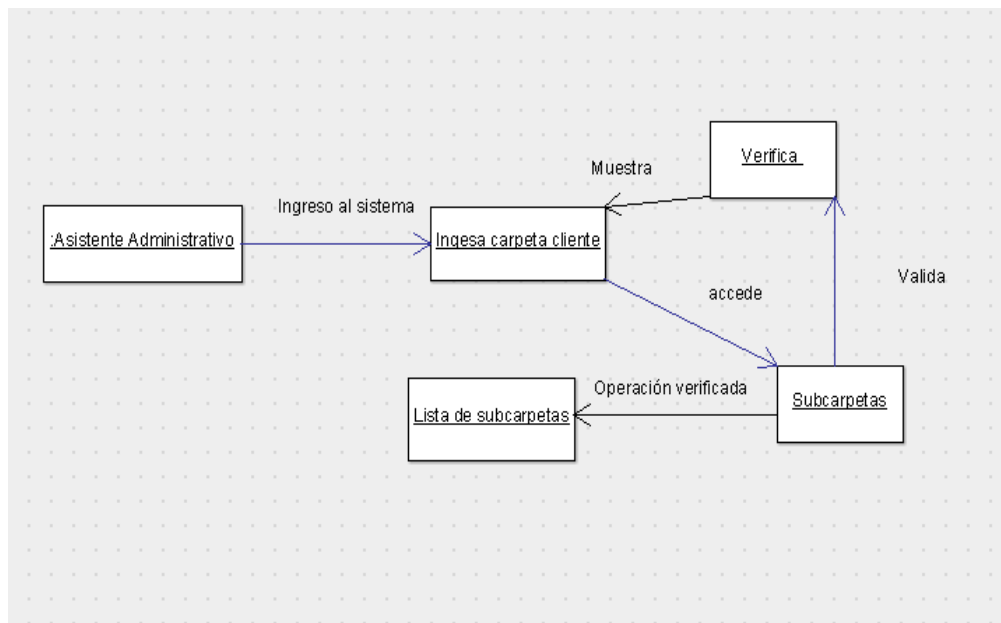 Verifica
Muestra
Ingreso al sistema
:Asistente Administrativo
Ingesa carpeta cliente
Valida
accede
Operación verificada
Subcarpetas
Lista de subcarpetas